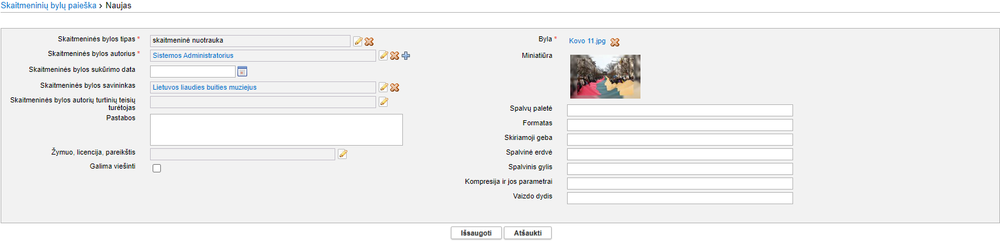 Skaitmeninių bylų paieška > Naujas
Skaitmeninės bylos tipas *
skaitmeninė nuotrauka
Skaitmeninės bylos autorius *
Sistemos Administratorius
Skaitmeninės bylos sukūrimo data
Skaitmeninės bylos savininkas
Lietuvos liaudies buities muziejus
Skaitmeninės bylos autorių turtinių teisių
turėtojas
Pastabos
Žymuo, licencija, pareikštis
Galima viešinti
Byla *
Kovo 11.jpg
Miniatiūra
Spalvų paletė
Formatas
Skiriamoji geba
Spalvinė erdvė
Spalvinis gylis
Kompresija ir jos parametrai
Vaizdo dydis
Išsaugoti
Atšaukti